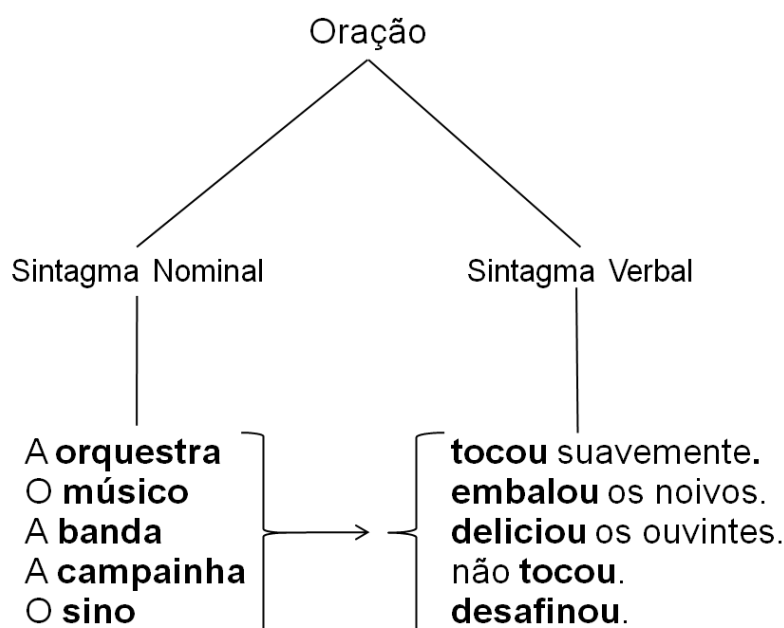 Oração
Sintagma Nominal
Sintagma Verbal
A orquestra
O músico
A banda
A campainha
O sino
tocou suavemente.
embalou os noivos.
deliciou os ouvintes.
não tocou.
desafinou.